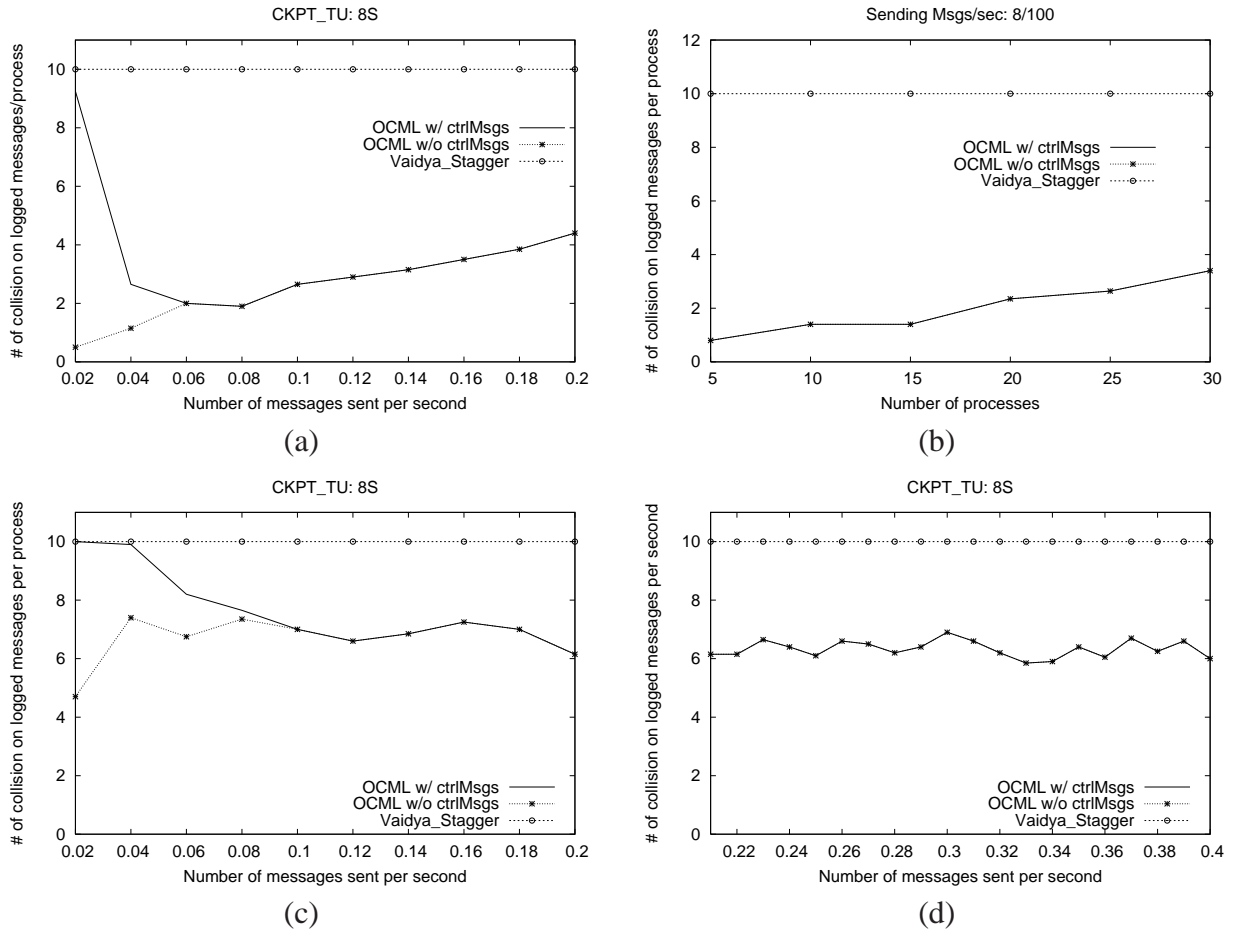 CKPT_TU: 8S
# of collision on logged messages/process
10
8
6
4
2
0
OCML w/ ctrlMsgs
OCML w/o ctrlMsgs
Vaidya_Stagger
0.02 0.04 0.06 0.08 0.1 0.12 0.14 0.16 0.18 0.2
Number of messages sent per second
(a)
Sending Msgs/sec: 8/100
# of collision on logged messages per process
12
10
8
6
4
2
0
OCML w/ ctrlMsgs
OCML w/o ctrlMsgs
Vaidya_Stagger
5 10 15 20 25 30
Number of processes
(b)
CKPT_TU: 8S
# of collision on logged messages per process
10
8
6
4
2
0
OCML w/ ctrlMsgs
OCML w/o ctrlMsgs
Vaidya_Stagger
0.02 0.04 0.06 0.08 0.1 0.12 0.14 0.16 0.18 0.2
Number of messages sent per second
(c)
CKPT_TU: 8S
# of collision on logged messages per second
10
8
6
4
2
0
OCML w/ ctrlMsgs
OCML w/o ctrlMsgs
Vaidya_Stagger
0.22 0.24 0.26 0.28 0.3 0.32 0.34 0.36 0.38 0.4
Number of messages sent per second
(d)